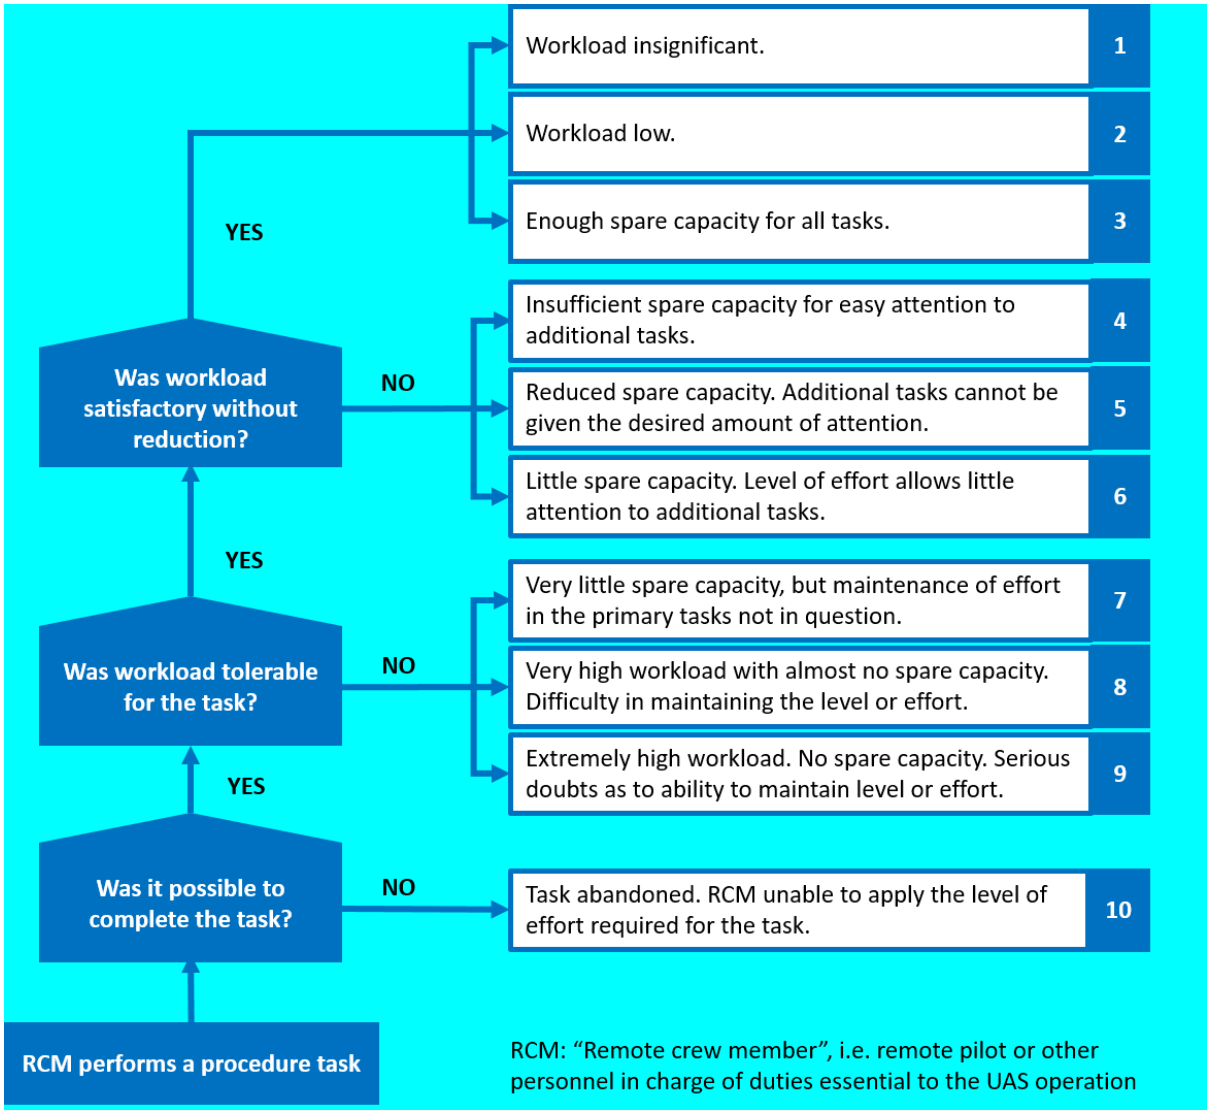 Workload insignificant.
1
Workload low.
2
Enough spare capacity for all tasks.
3
YES
Insufficient spare capacity for easy attention to
additional tasks.
4
Was workload
satisfactory without
reduction?
NO
Reduced spare capacity. Additional tasks cannot be
given the desired amount of attention.
5
Little spare capacity. Level of effort allows little
attention to additional tasks.
6
YES
Very little spare capacity, but maintenance of effort
in the primary tasks not in question.
7
Was workload tolerable
for the task?
NO
Very high workload with almost no spare capacity.
Difficulty in maintaining the level or effort.
8
Extremely high workload. No spare capacity. Serious
doubts as to ability to maintain level or effort.
9
YES
Was it possible to
complete the task?
NO
Task abandoned. RCM unable to apply the level of
effort required for the task.
10
RCM performs a procedure task
RCM: “Remote crew member”, i.e. remote pilot or other
personnel in charge of duties essential to the UAS operation